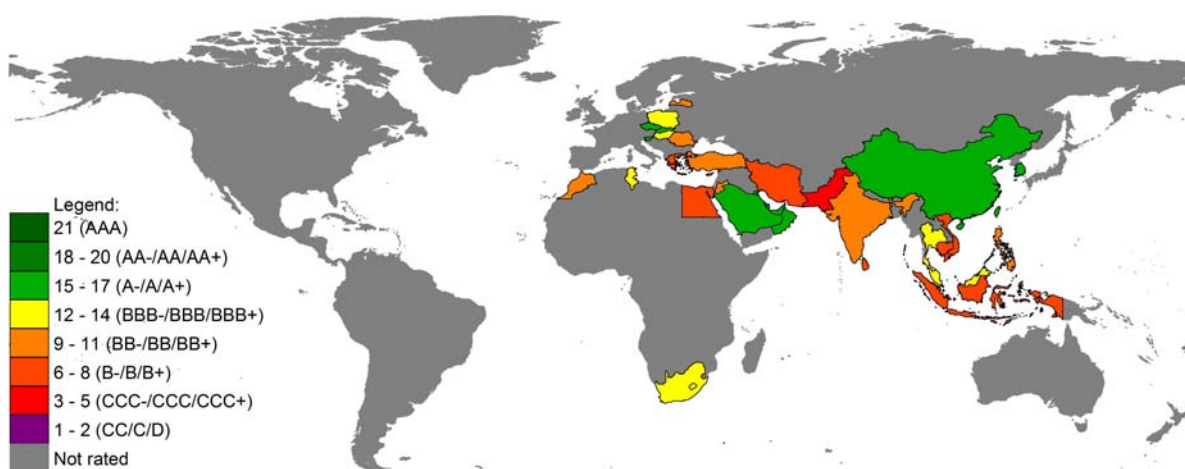 Legend:
21 (AAA)
18 - 20 (AA-/AA/AA+)
15 - 17 (A-/A/A+)
12 - 14 (BBB-/BBB/BBB+)
9 - 11 (BB-/BB/BB+)
6 - 8 (B-/B/B+)
3 - 5 (CCC-/CCC/CCC+)
1 - 2 (CC/C/D)
Not rated